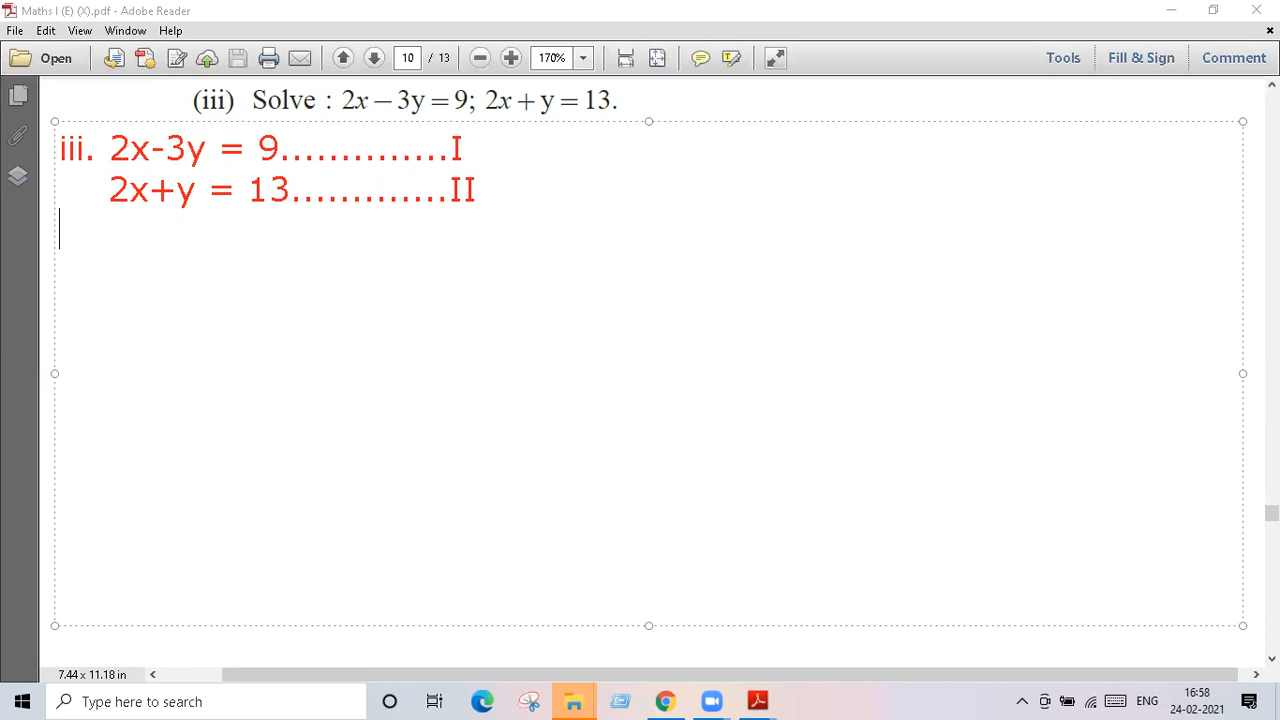 Maths I (E) (X).pdf - Adobe Reader
File Edit View Window Help
Open 10 / 13 170% Tools Fill & Sign Comment
(iii) Solve : 2x – 3y = 9; 2x + y = 13.
iii. 2x-3y = 9..............I
2x+y = 13.............II
7.44 x 11.18 in
Type here to search
ENG 16:58
24-02-2021